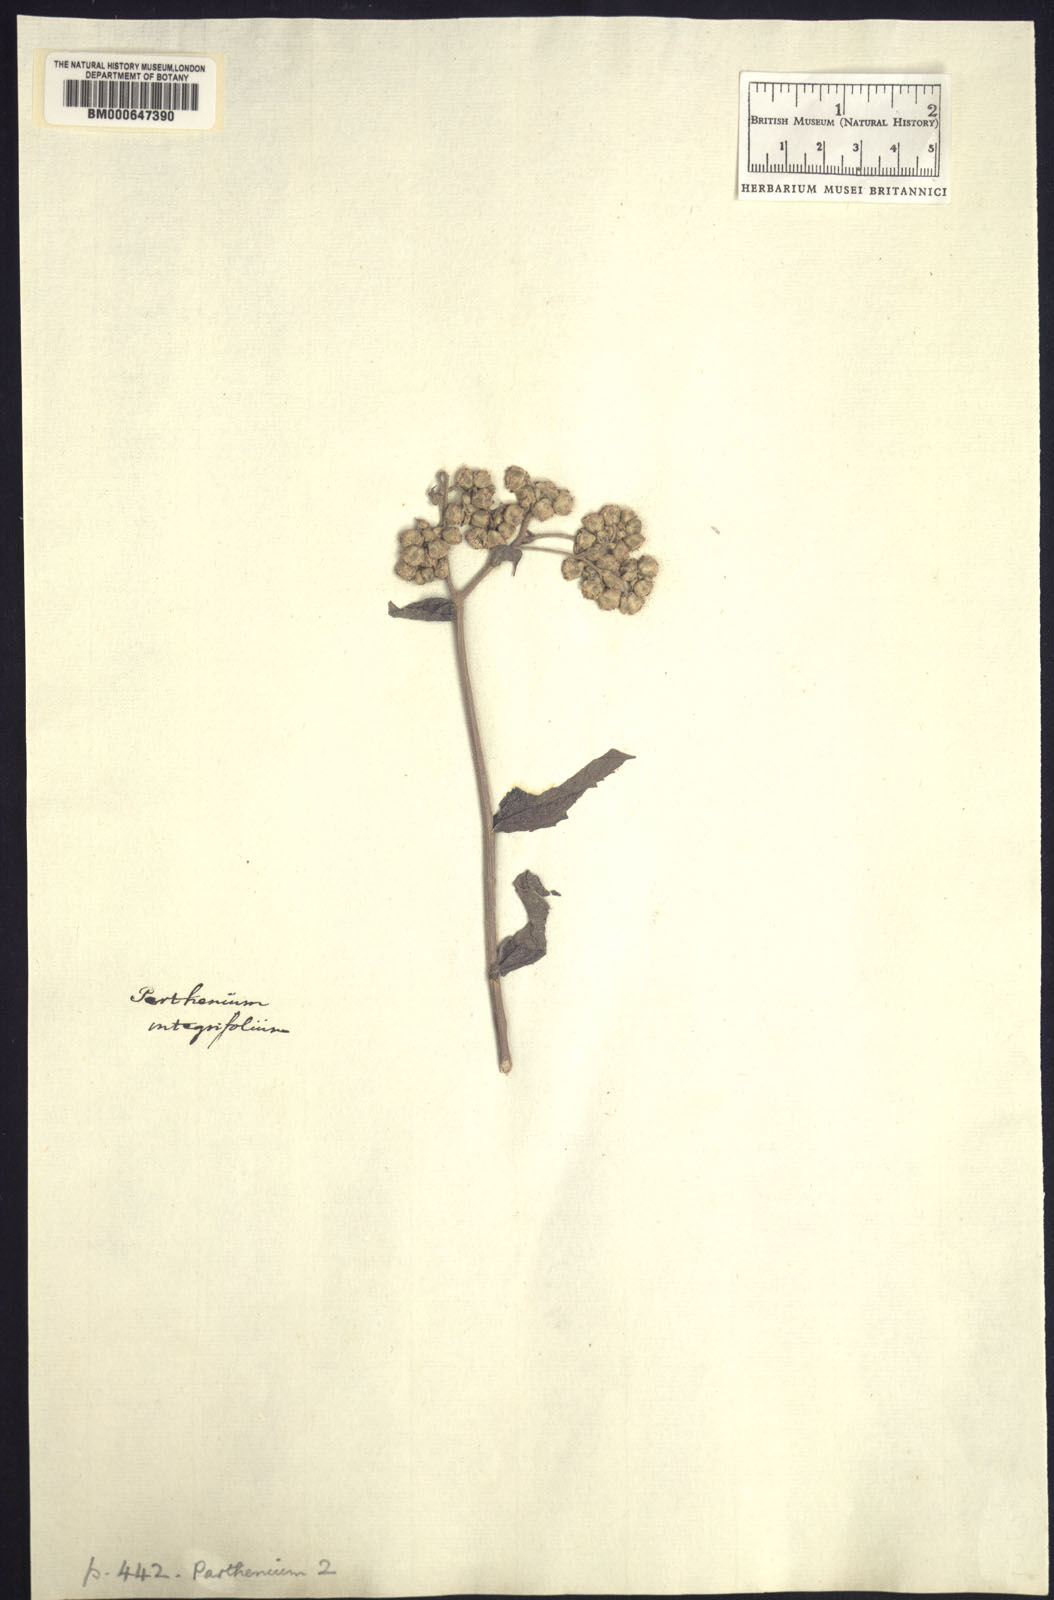 THE NATURAL HISTORY MUSEUM,LONDON
DEPARTMEMT OF BOTANY
BM000647390
1 2
BRITISH MUSEUM (NATURAL HISTORY)
1 2 3 4 5
HERBARIUM MUSEI BRITANNICI
Parthenium
integrifolium
p. 442. Parthenium 2